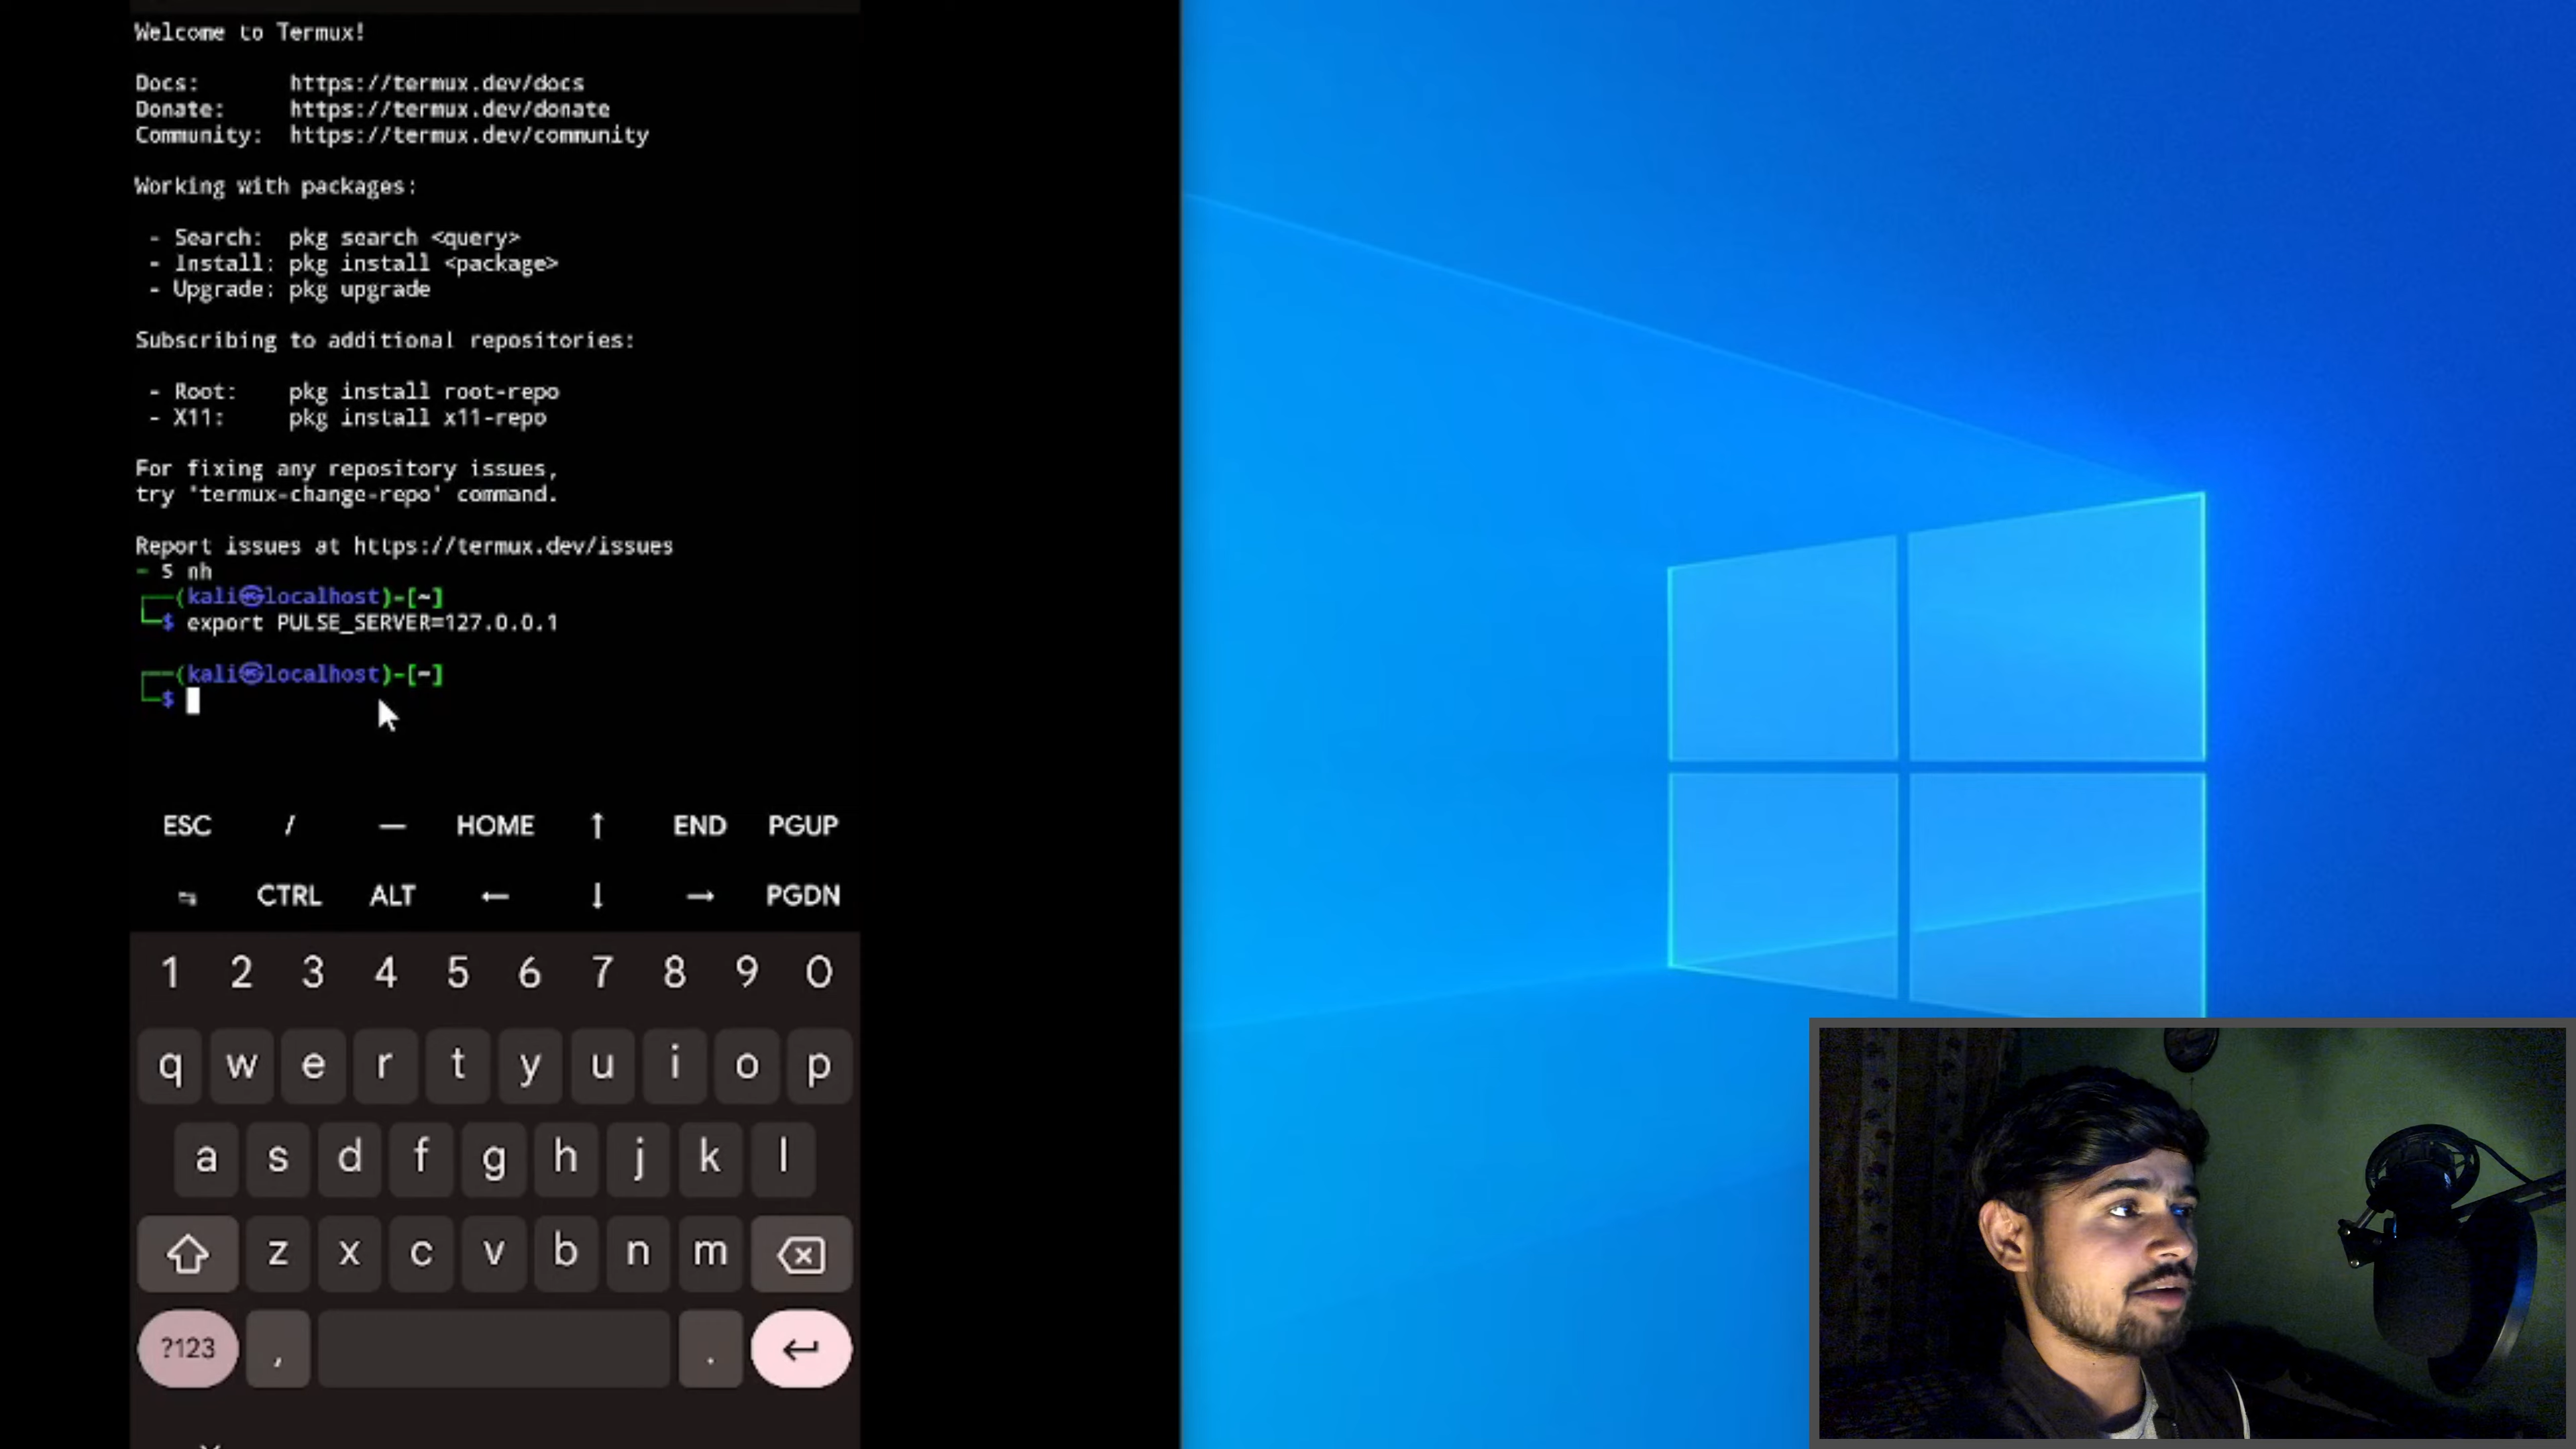 Welcome to Termux!
Docs: https://termux.dev/docs
Donate: https://termux.dev/donate
Community: https://termux.dev/community
Working with packages:
- Search: pkg search <query>
- Install: pkg install <package>
- Upgrade: pkg upgrade
Subscribing to additional repositories:
- Root: pkg install root-repo
- X11: pkg install x11-repo
For fixing any repository issues,
try 'termux-change-repo' command.
Report issues at https://termux.dev/issues
~ $ nh
┌──(kali㉿localhost)-[~]
└─$ export PULSE_SERVER=127.0.0.1
┌──(kali㉿localhost)-[~]
└─$
ESC / — HOME ↑ END PGUP
⇆ CTRL ALT ← ↓ → PGDN
1 2 3 4 5 6 7 8 9 0
q w e r t y u i o p
a s d f g h j k l
z x c v b n m
?123 , .